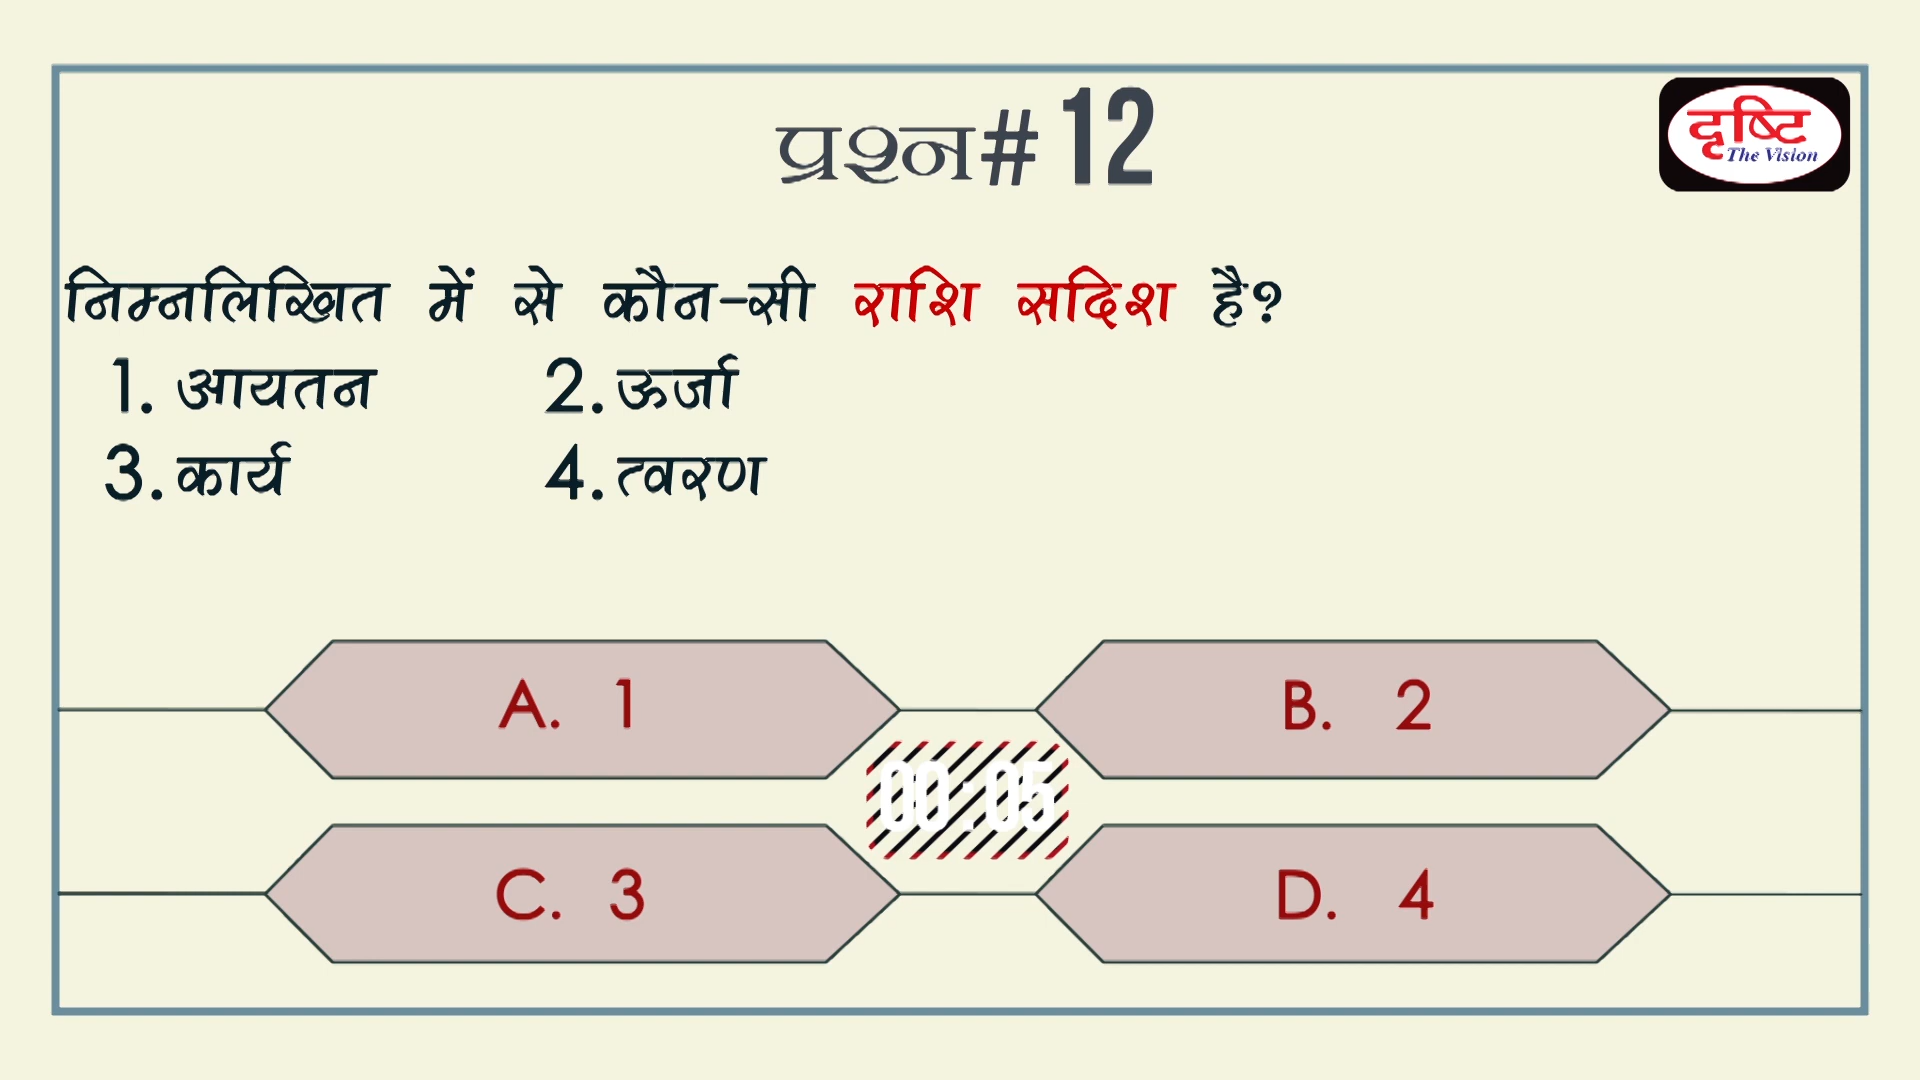 प्रश्न# 12
दृष्टि
The Vision
निम्नलिखित में से कौन-सी राशि सदिश है?
1. आयतन 2. ऊर्जा
3. कार्य 4. त्वरण
A. 1 B. 2
00:05
C. 3 D. 4